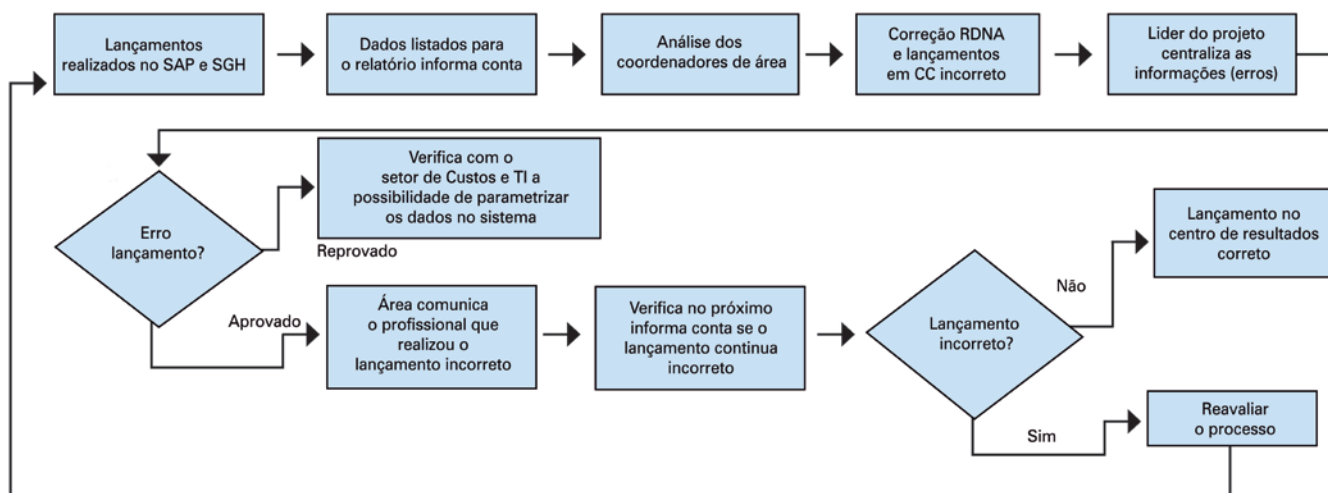 Lançamentos
realizados no SAP e SGH
Dados listados para
o relatório informa conta
Análise dos
coordenadores de área
Correção RDNA
e lançamentos
em CC incorreto
Lider do projeto
centraliza as
informações (erros)
Erro
lançamento?
Verifica com o
setor de Custos e TI a
possibilidade de parametrizar
os dados no sistema
Reprovado
Aprovado
Área comunica
o profissional que
realizou o
lançamento incorreto
Verifica no próximo
informa conta se o
lançamento continua
incorreto
Lançamento
incorreto?
Não
Lançamento no
centro de resultados
correto
Sim
Reavaliar
o processo